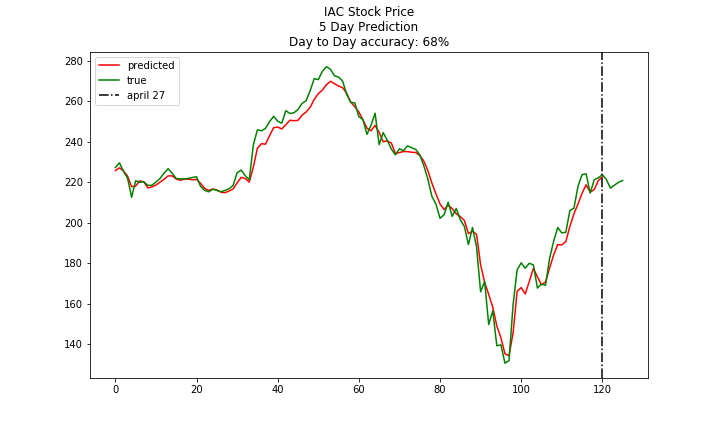 IAC Stock Price
5 Day Prediction
Day to Day accuracy: 68%
predicted
true
april 27
280
260
240
220
200
180
160
140
0
20
40
60
80
100
120